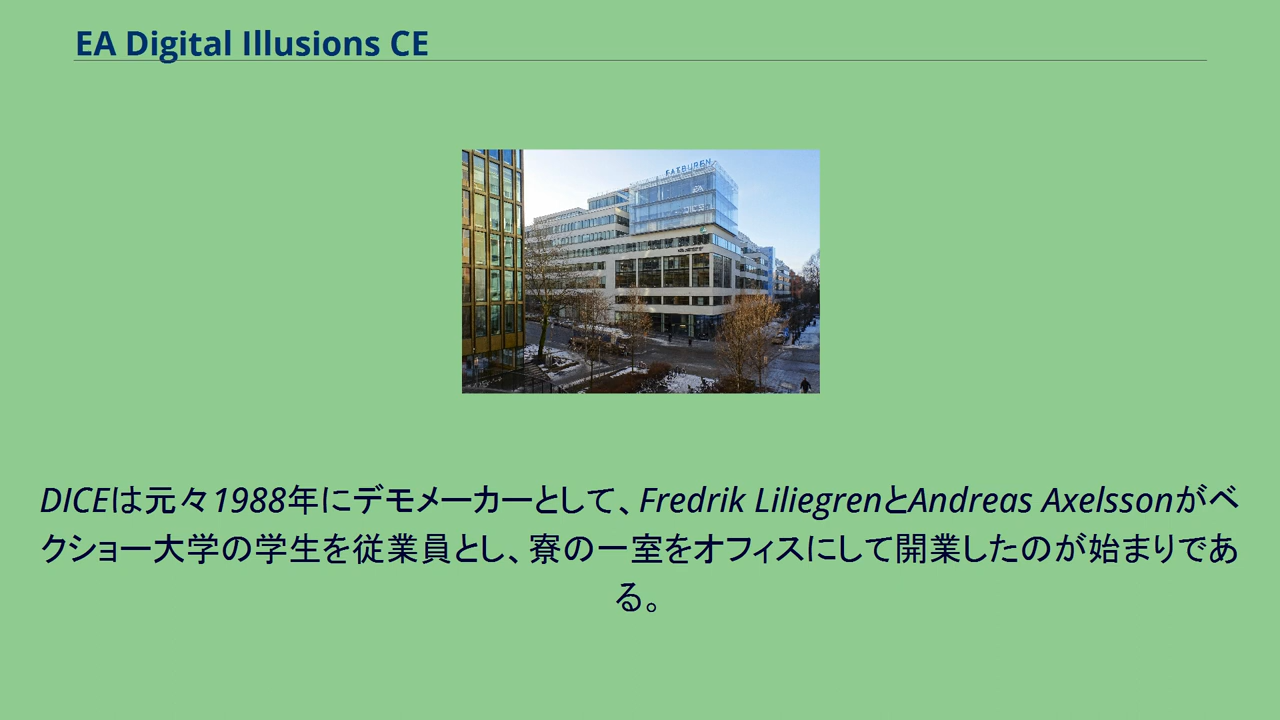 EA Digital Illusions CE
FATBUREN
EA
DICE
DICEは元々1988年にデモメーカーとして、Fredrik LiliegrenとAndreas Axelssonがベ
クショー大学の学生を従業員とし、寮の一室をオフィスにして開業したのが始まりであ
る。